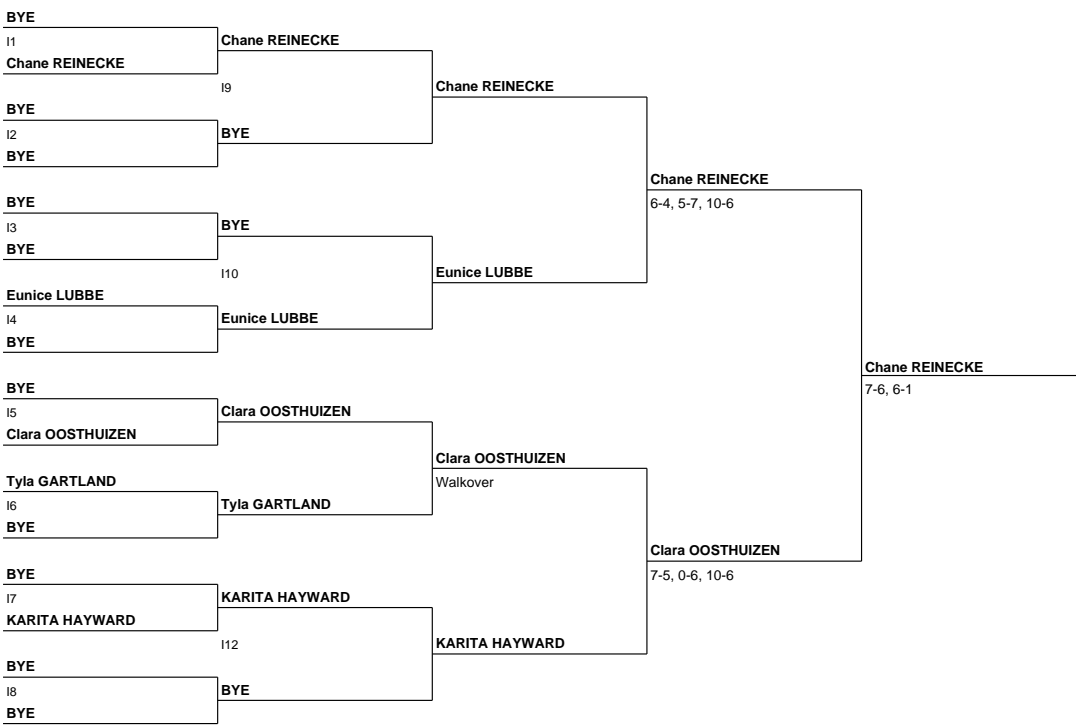 BYE
I1
Chane REINECKE
Chane REINECKE
I9
BYE
I2
BYE
BYE
Chane REINECKE
BYE
I3
BYE
BYE
I10
Eunice LUBBE
I4
BYE
Eunice LUBBE
Eunice LUBBE
Chane REINECKE
6-4, 5-7, 10-6
BYE
I5
Clara OOSTHUIZEN
Clara OOSTHUIZEN
Tyla GARTLAND
I6
BYE
Tyla GARTLAND
Clara OOSTHUIZEN
Walkover
BYE
I7
KARITA HAYWARD
KARITA HAYWARD
I12
BYE
I8
BYE
BYE
KARITA HAYWARD
Clara OOSTHUIZEN
7-5, 0-6, 10-6
Chane REINECKE
7-6, 6-1